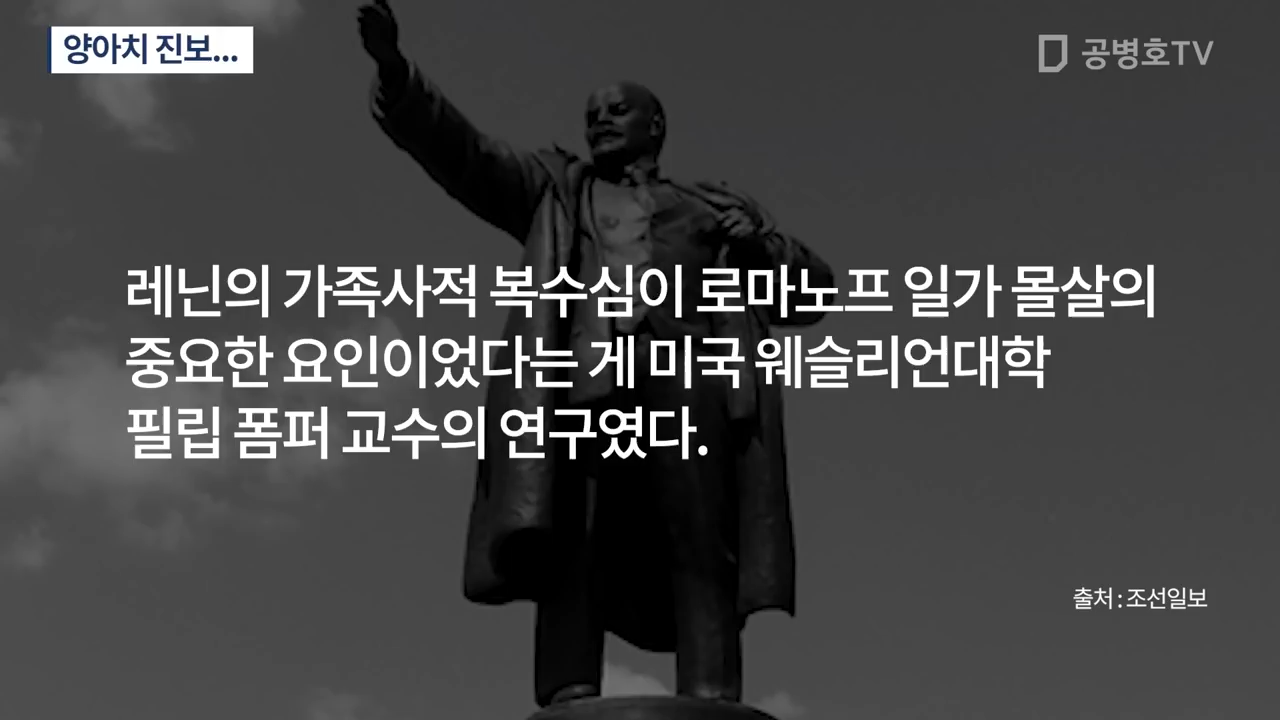 양아치 진보...
공병호TV
레닌의 가족사적 복수심이 로마노프 일가 몰살의
중요한 요인이었다는 게 미국 웨슬리언대학
필립 폼퍼 교수의 연구였다.
출처 : 조선일보